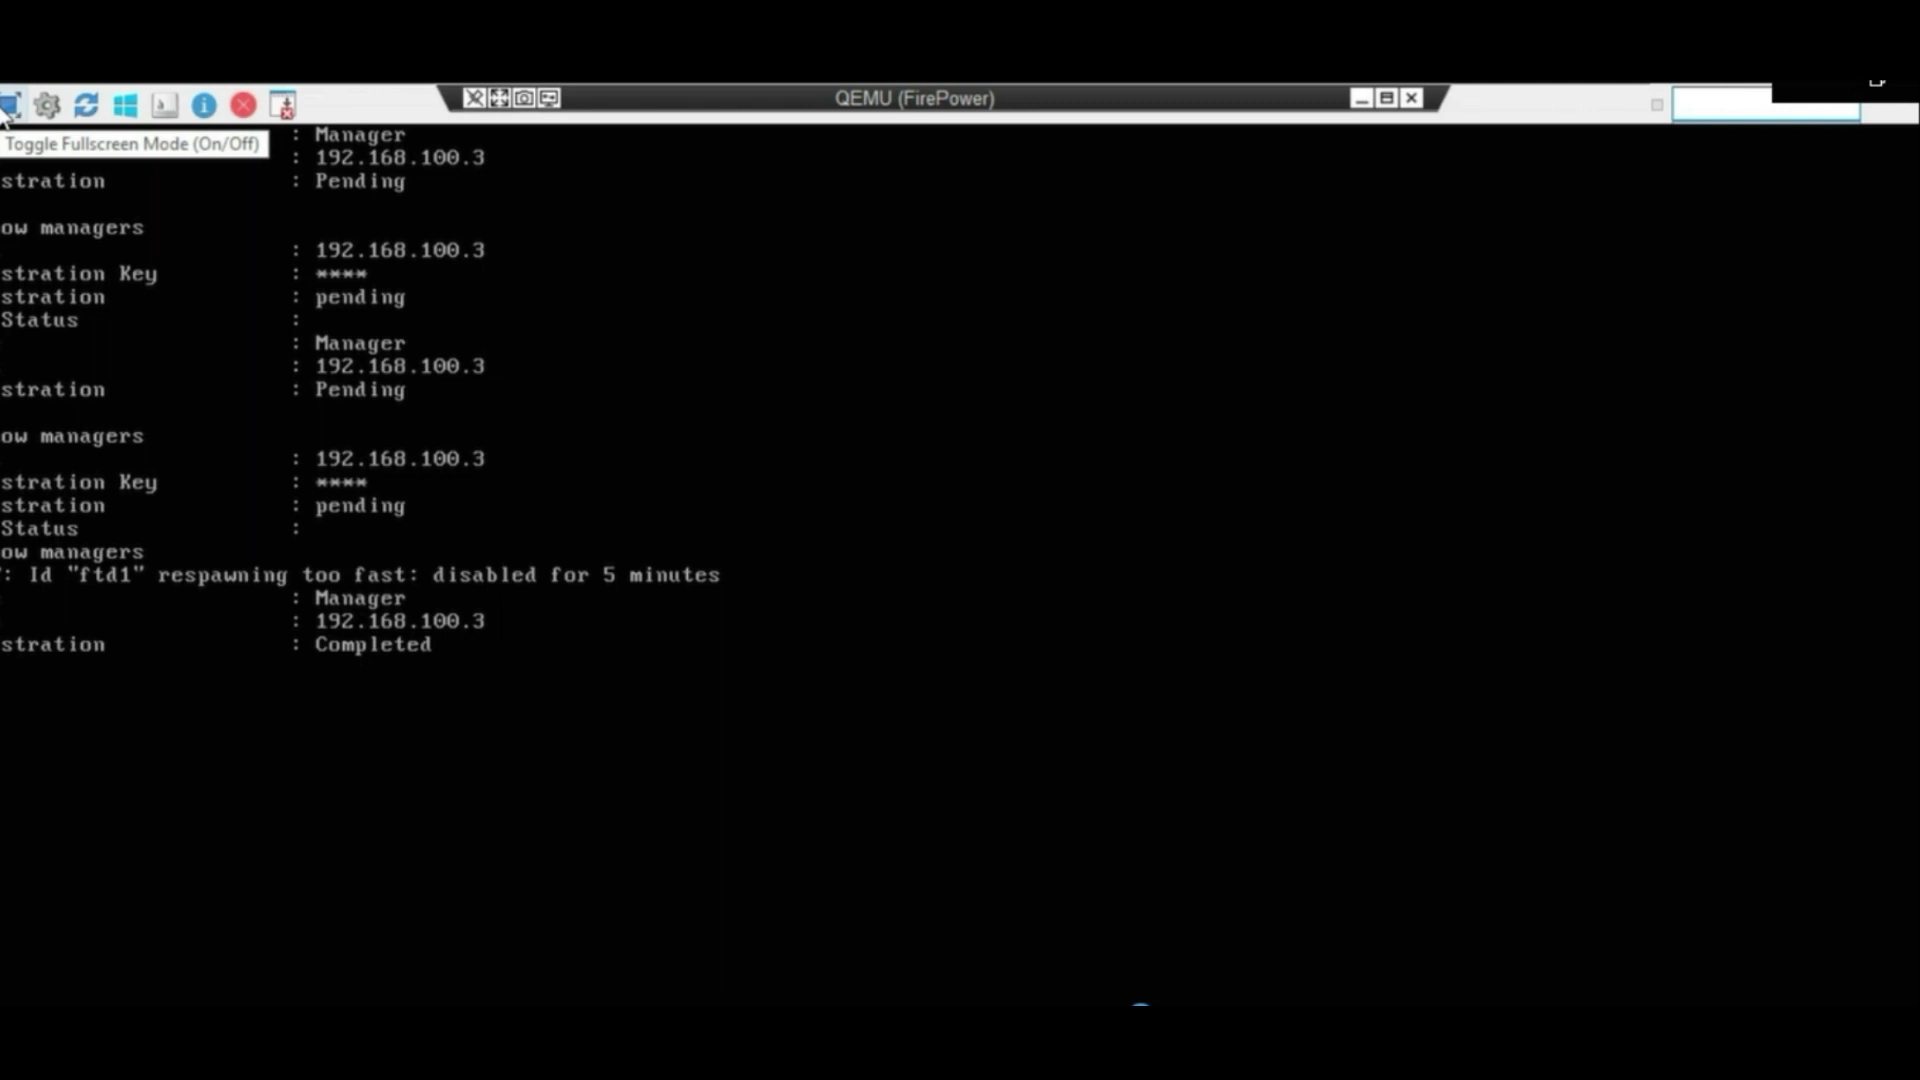 QEMU (FirePower)
Toggle Fullscreen Mode (On/Off)
: Manager
: 192.168.100.3
stration : Pending
ow managers
: 192.168.100.3
stration Key : ****
stration : pending
Status :
: Manager
: 192.168.100.3
stration : Pending
ow managers
: 192.168.100.3
stration Key : ****
stration : pending
Status :
ow managers
: Id "ftd1" respawning too fast: disabled for 5 minutes
: Manager
: 192.168.100.3
stration : Completed